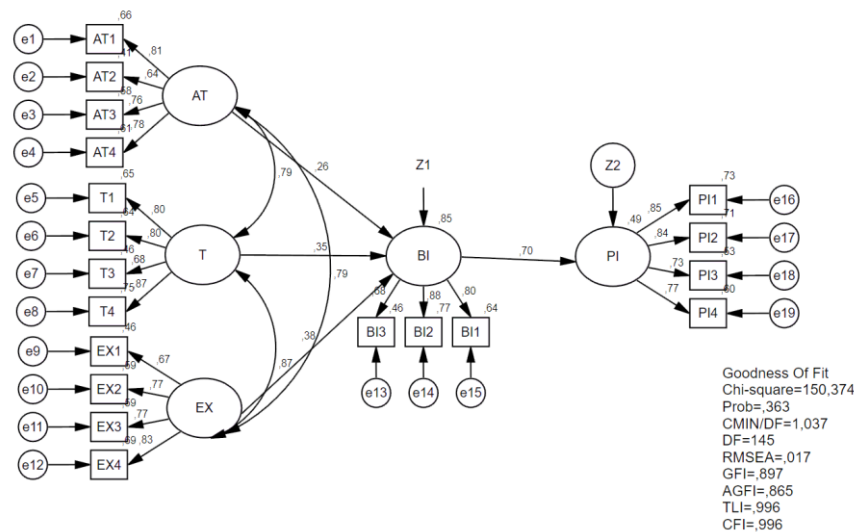 ,66
e1 AT1 ,81
,41
e2 AT2 ,64
,58
e3 AT3 ,76
,61
e4 AT4 ,78
AT
,65
e5 T1 ,80
,64
e6 T2 ,80
,46
e7 T3 ,68
,75
e8 T4 ,87
T
,46
e9 EX1 ,67
,59
e10 EX2 ,77
,59
e11 EX3 ,77
,69
e12 EX4 ,83
EX
,79
,79
,87
,26
,35
,38
Z1
,85
BI
,68 ,88 ,80
,46 ,77 ,64
BI3 BI2 BI1
e13 e14 e15
,70
Z2
,49
PI
,73
,85 PI1 e16
,71
,84 PI2 e17
,53
,73 PI3 e18
,60
,77 PI4 e19
Goodness Of Fit
Chi-square=150,374
Prob=,363
CMIN/DF=1,037
DF=145
RMSEA=,017
GFI=,897
AGFI=,865
TLI=,996
CFI=,996